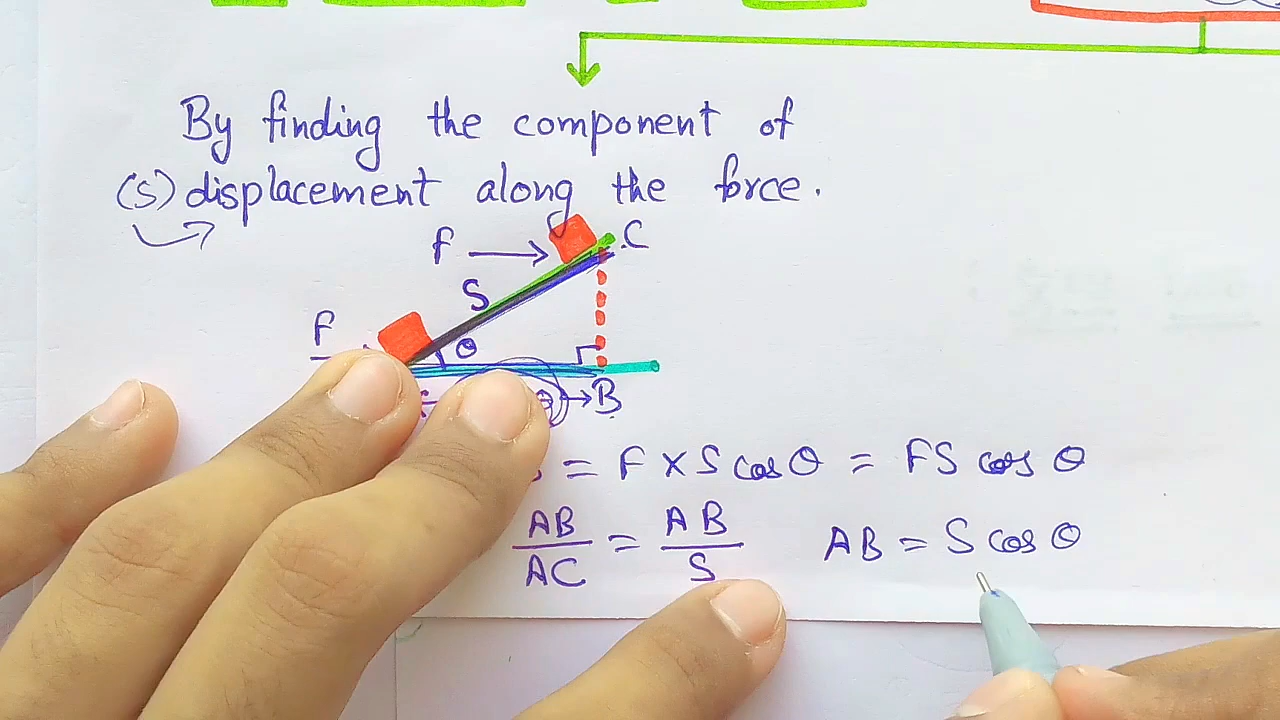 By finding the component of
(S) displacement along the force.
F C
S
F θ
B
= F × S cos θ = FS cos θ
AB/AC = AB/S AB = S cos θ